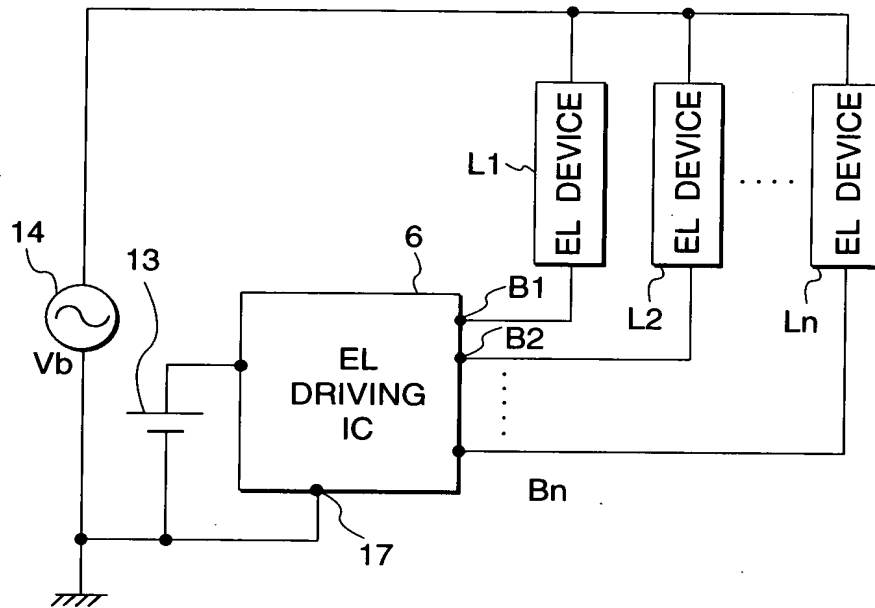 EL DEVICE
EL DEVICE
EL DEVICE
L1
L2
Ln
14
13
6
B1
B2
Vb
EL
DRIVING
IC
Bn
17